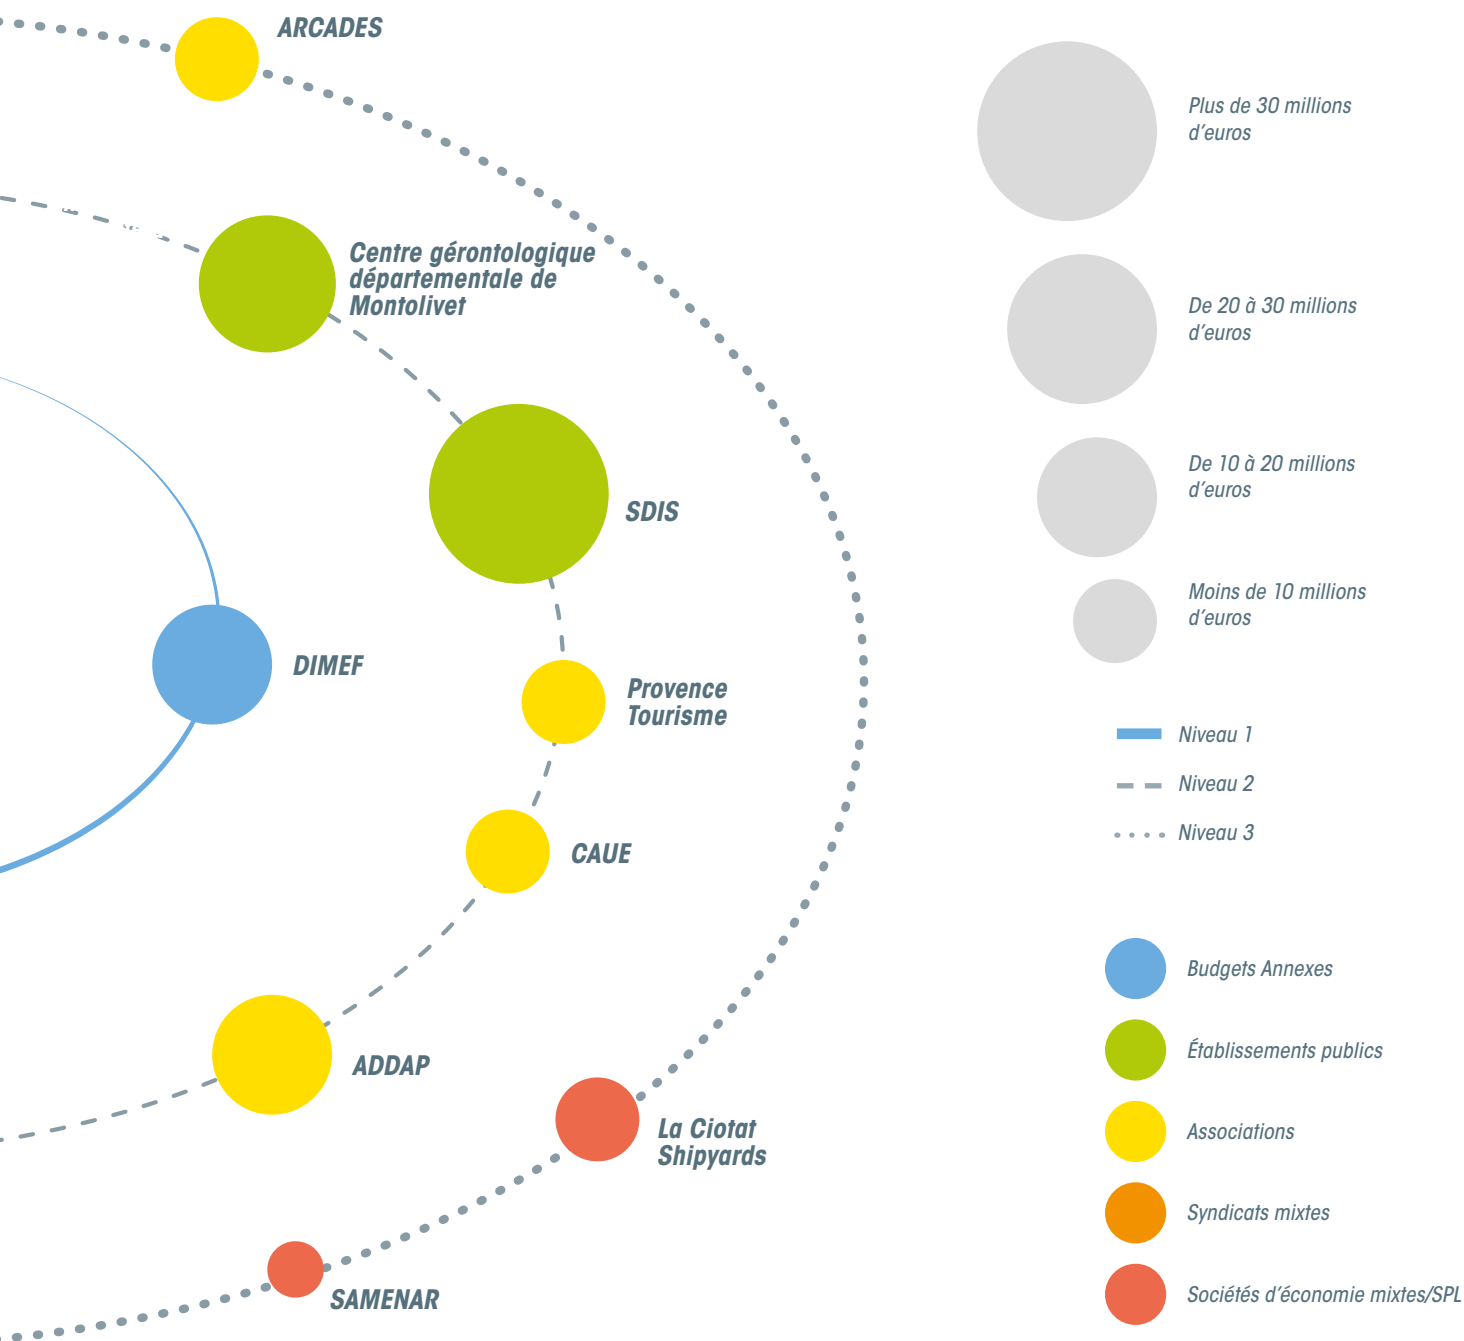 ARCADES
Centre gérontologique
départementale de
Montolivet
SDIS
DIMEF
Provence
Tourisme
CAUE
ADDAP
La Ciotat
Shipyards
SAMENAR
Plus de 30 millions
d'euros
De 20 à 30 millions
d'euros
De 10 à 20 millions
d'euros
Moins de 10 millions
d'euros
Niveau 1
Niveau 2
Niveau 3
Budgets Annexes
Établissements publics
Associations
Syndicats mixtes
Sociétés d'économie mixtes/SPL